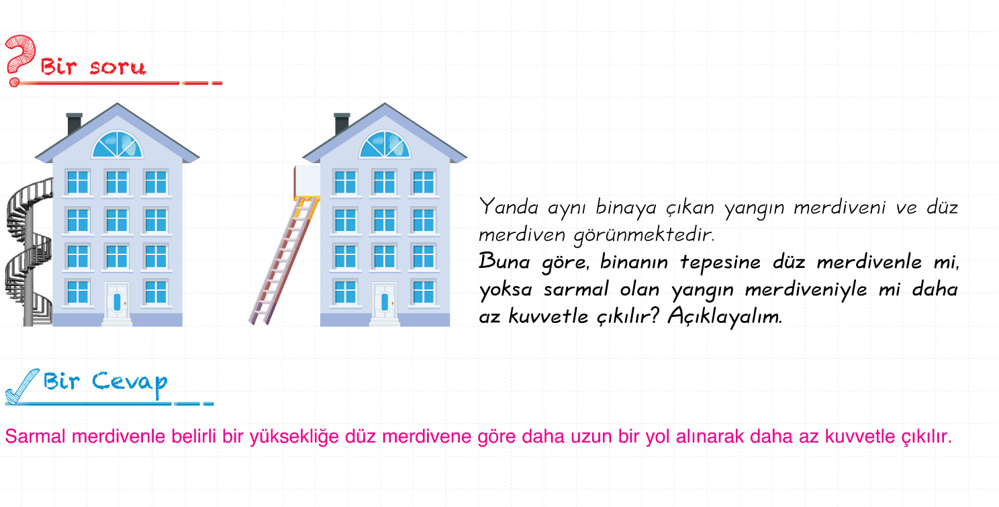 Bir soru
Yanda aynı binaya çıkan yangın merdiveni ve düz
merdiven görünmektedir.
Buna göre, binanın tepesine düz merdivenle mi,
yoksa sarmal olan yangın merdiveniyle mi daha
az kuvvetle çıkılır? Açıklayalım.
Bir Cevap
Sarmal merdivenle belirli bir yüksekliğe düz merdivene göre daha uzun bir yol alınarak daha az kuvvetle çıkılır.